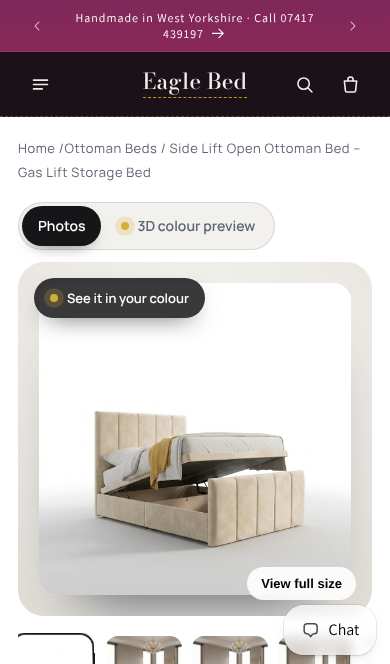 Handmade in West Yorkshire · Call 07417
439197 →
Eagle Bed
Home /Ottoman Beds / Side Lift Open Ottoman Bed –
Gas Lift Storage Bed
Photos
3D colour preview
See it in your colour
View full size
Chat